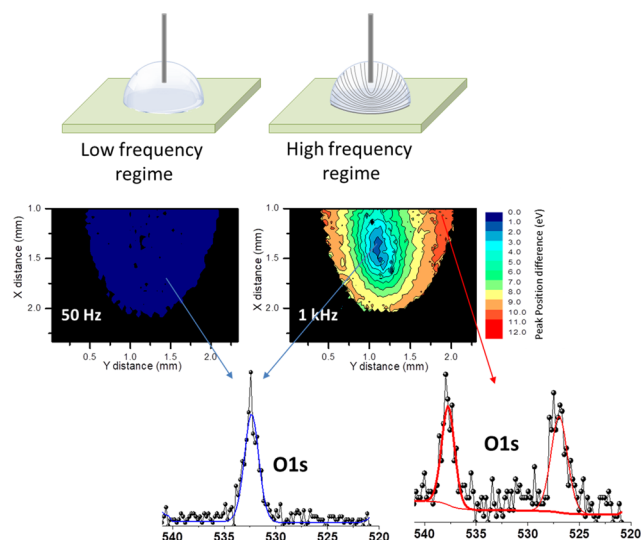 Low frequency
regime
High frequency
regime
X distance (mm)
1.0
1.5
2.0
50 Hz
0.5 1.0 1.5 2.0
Y distance (mm)
X distance (mm)
1.0
1.5
2.0
1 kHz
0.5 1.0 1.5 2.0
Y distance (mm)
0.0
1.0
2.0
3.0
4.0
5.0
6.0
7.0
8.0
9.0
10.0
11.0
12.0
Peak Position difference (eV)
O1s
540 535 530 525 520
O1s
540 535 530 525 520